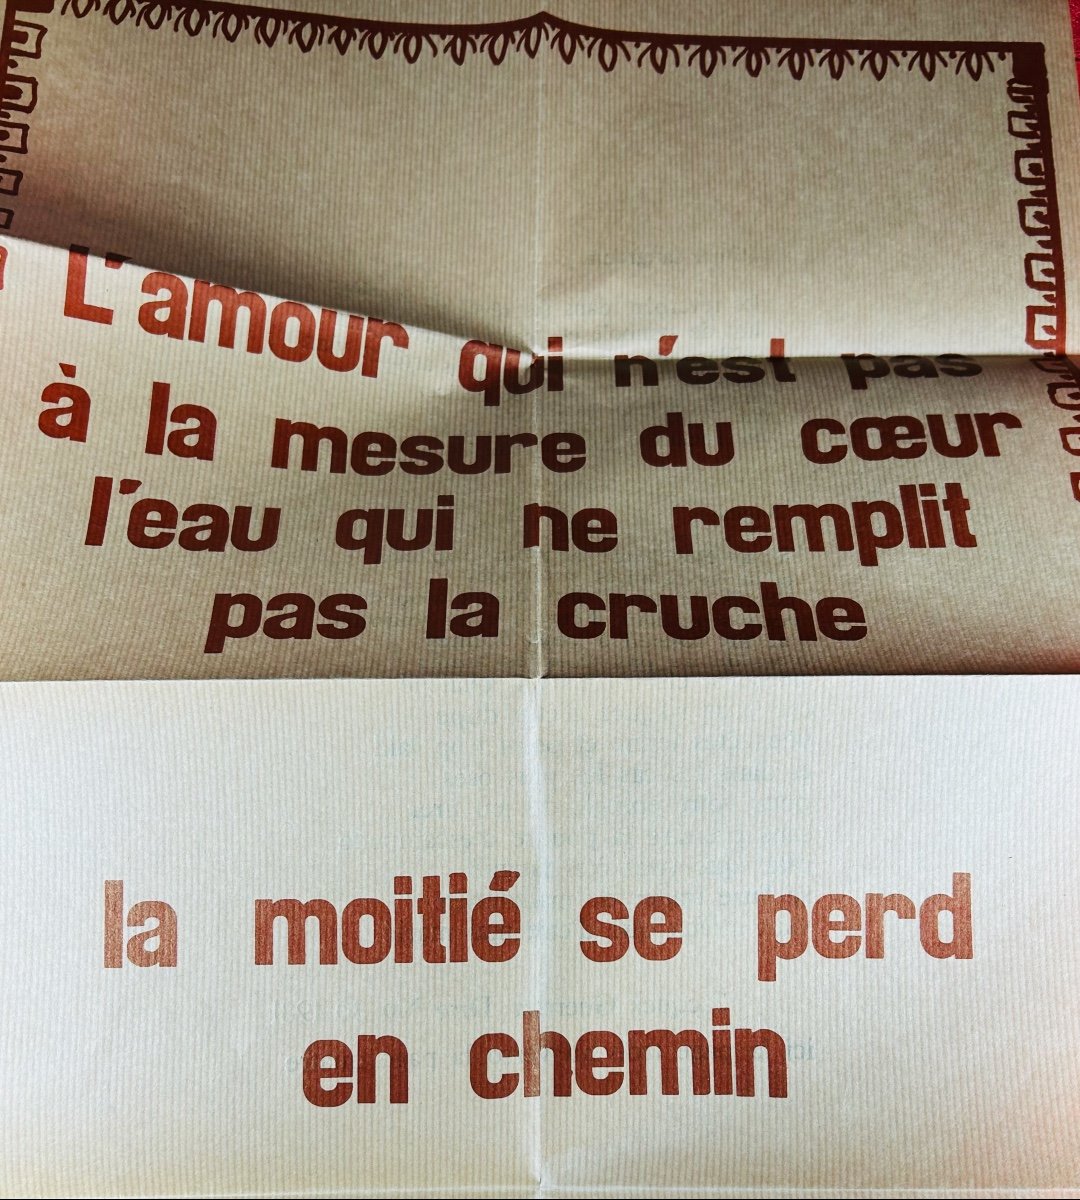 L'amour qui n'est pas
à la mesure du cœur
l'eau qui ne remplit
pas la cruche
la moitié se perd
en chemin